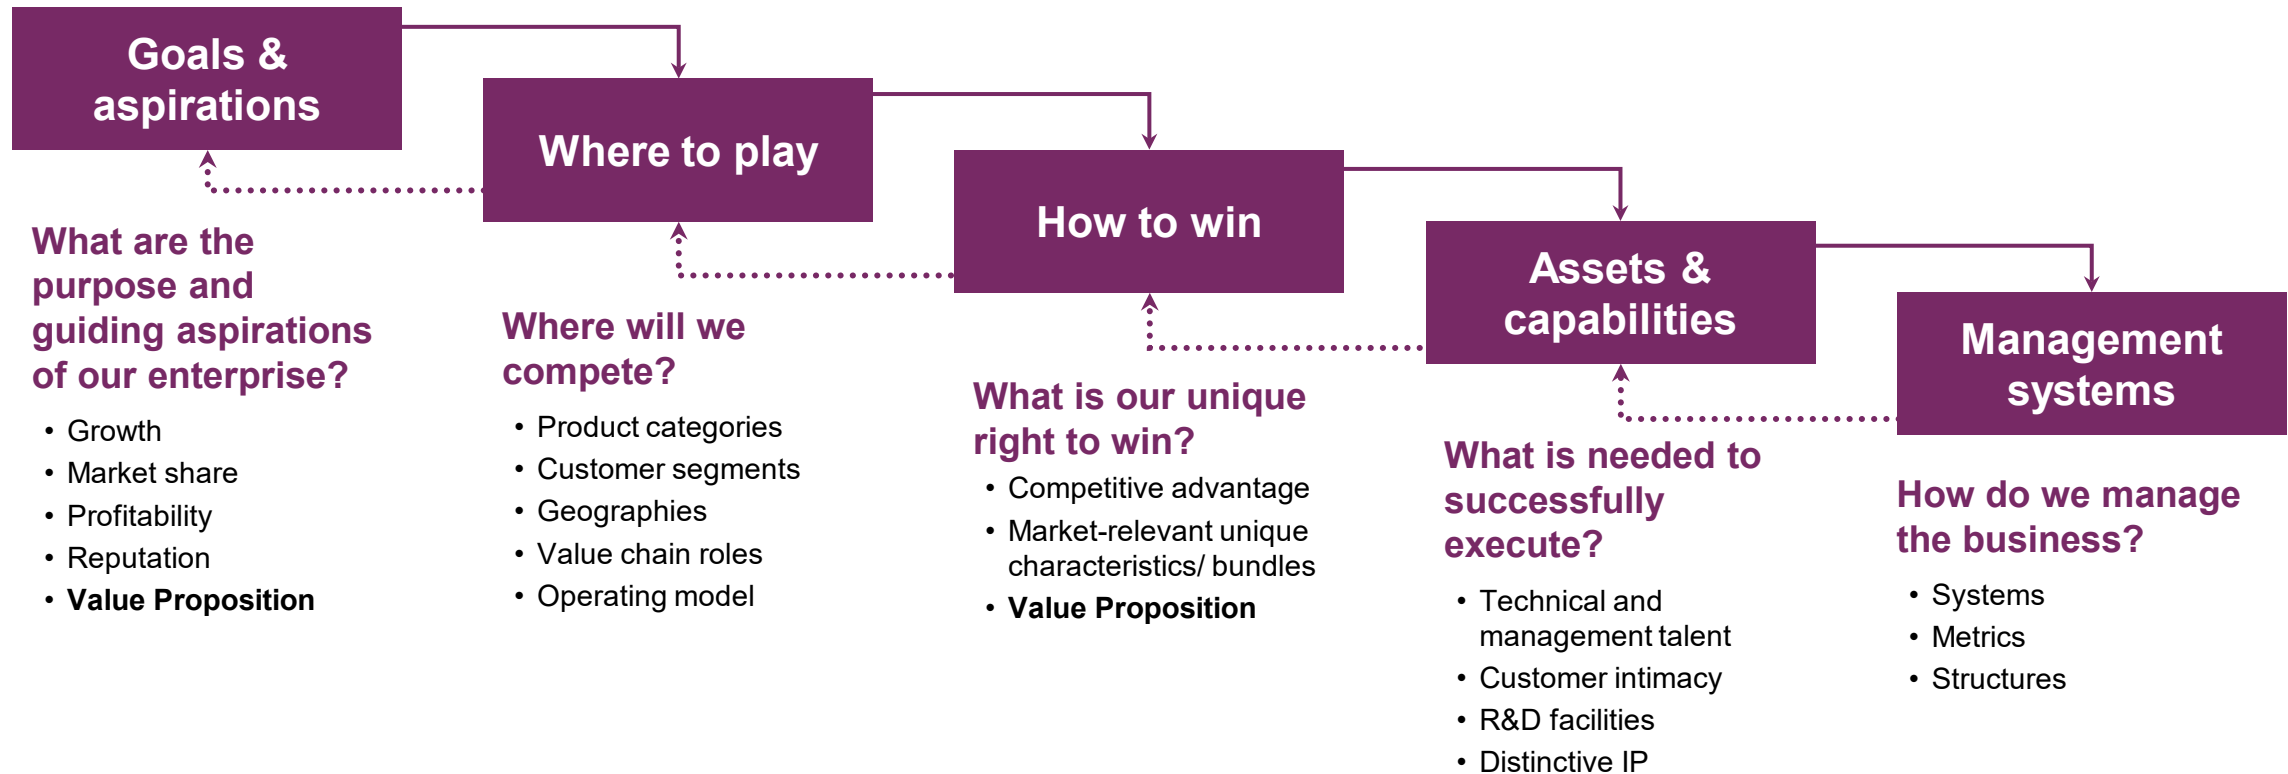 Goals &
aspirations
What are the
purpose and
guiding aspirations
of our enterprise?
• Growth
• Market share
• Profitability
• Reputation
• Value Proposition
Where to play
Where will we
compete?
• Product categories
• Customer segments
• Geographies
• Value chain roles
• Operating model
How to win
What is our unique
right to win?
• Competitive advantage
• Market-relevant unique
characteristics/ bundles
• Value Proposition
Assets &
capabilities
What is needed to
successfully
execute?
• Technical and
management talent
• Customer intimacy
• R&D facilities
• Distinctive IP
Management
systems
How do we manage
the business?
• Systems
• Metrics
• Structures